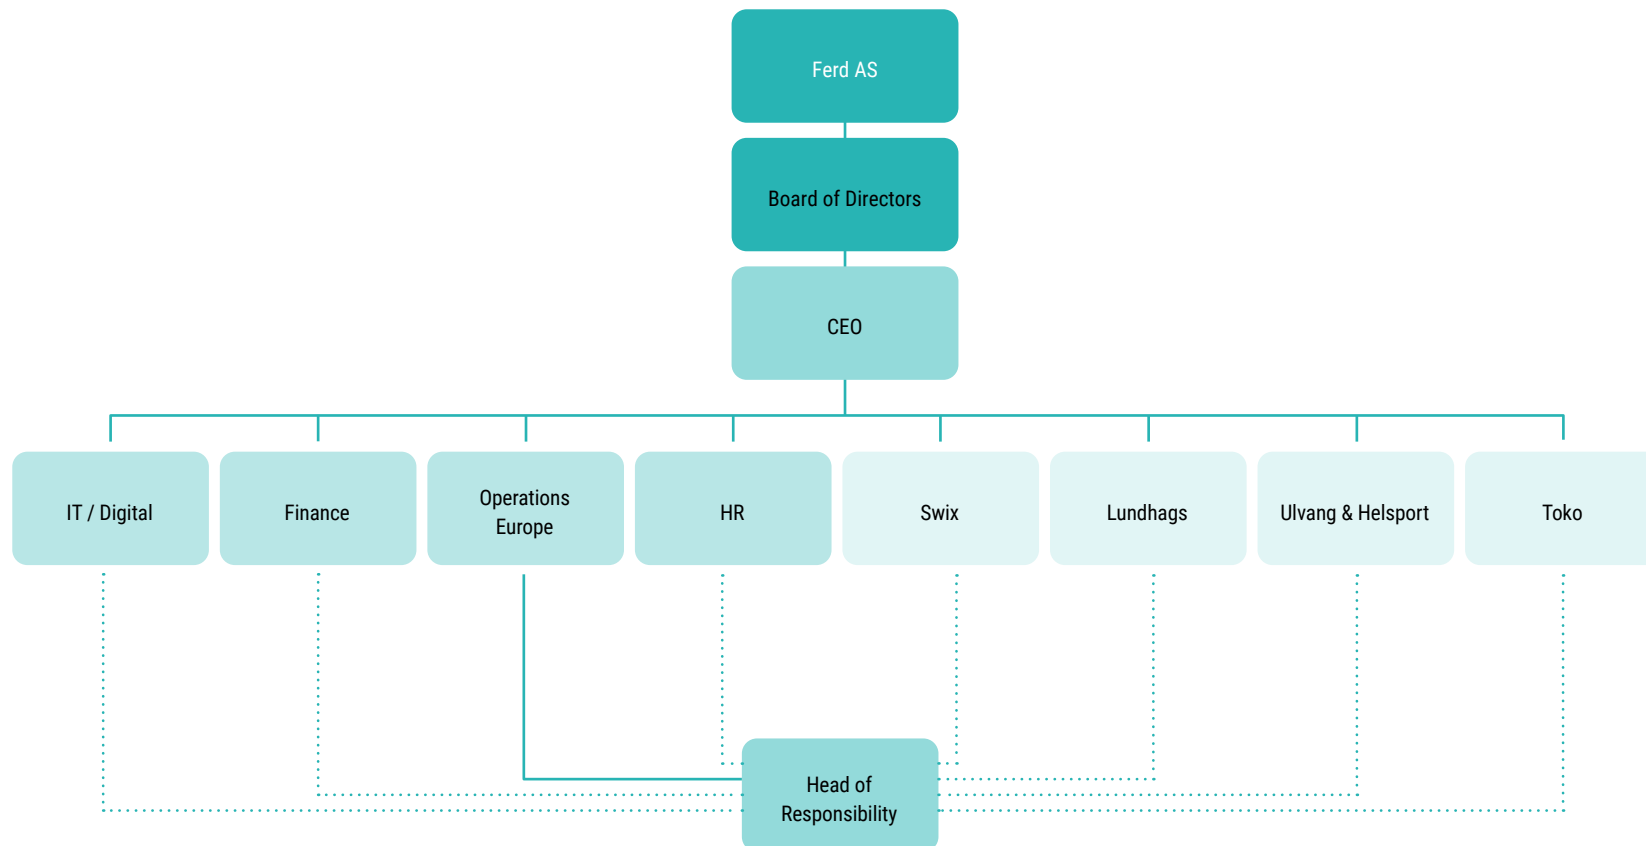 Ferd AS
Board of Directors
CEO
IT / Digital
Finance
Operations
Europe
HR
Swix
Lundhags
Ulvang & Helsport
Toko
Head of
Responsibility